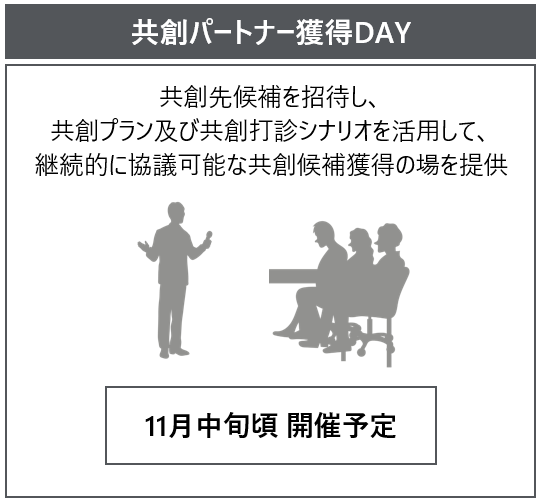 共創パートナー獲得DAY
共創先候補を招待し、
共創プラン及び共創打診シナリオを活用して、
継続的に協議可能な共創候補獲得の場を提供
11月中旬頃 開催予定